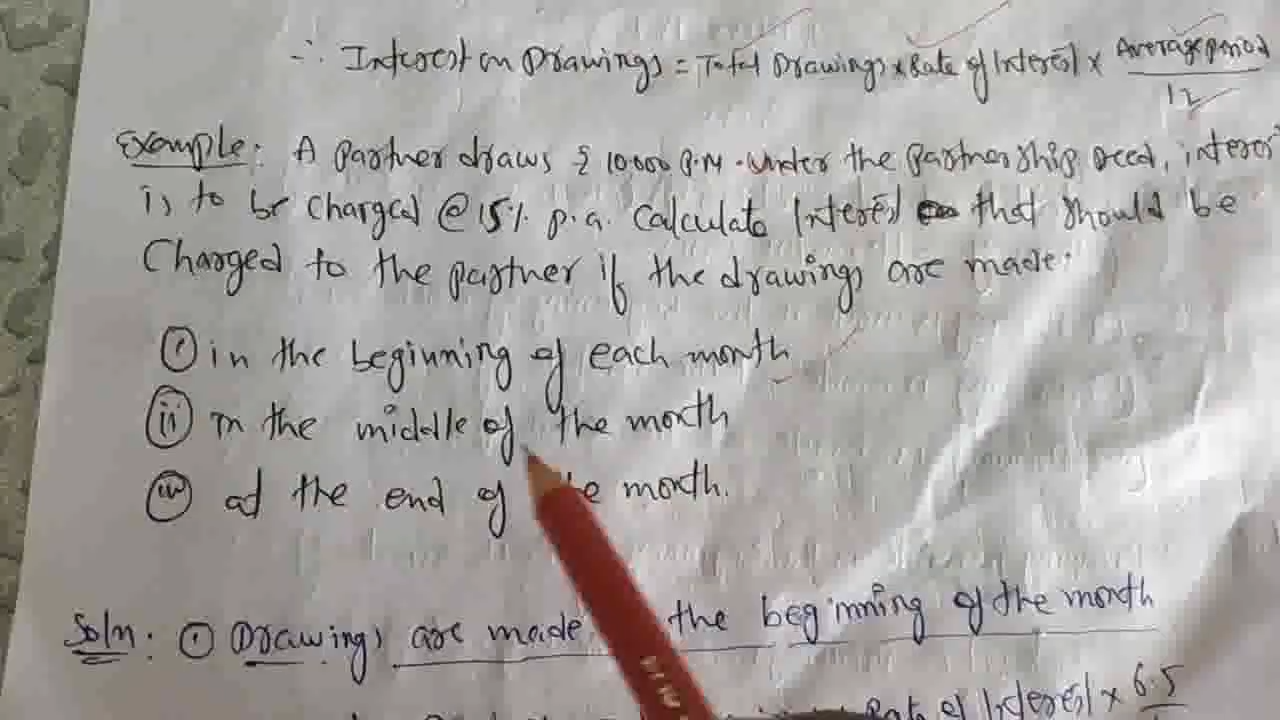 ∴ Interest on Drawings = Total Drawings × Rate of Interest × Average period
12
Example: A partner draws ₹ 10,000 P.M. Under the partnership Deed, interest
is to be charged @ 15% p.a. Calculate Interest that should be
Charged to the partner if the drawings are made:
(i) in the beginning of each month
(ii) in the middle of the month
(iii) at the end of the month.
Soln: (i) Drawings are made the beginning of the month
Rate of Interest × 6.5